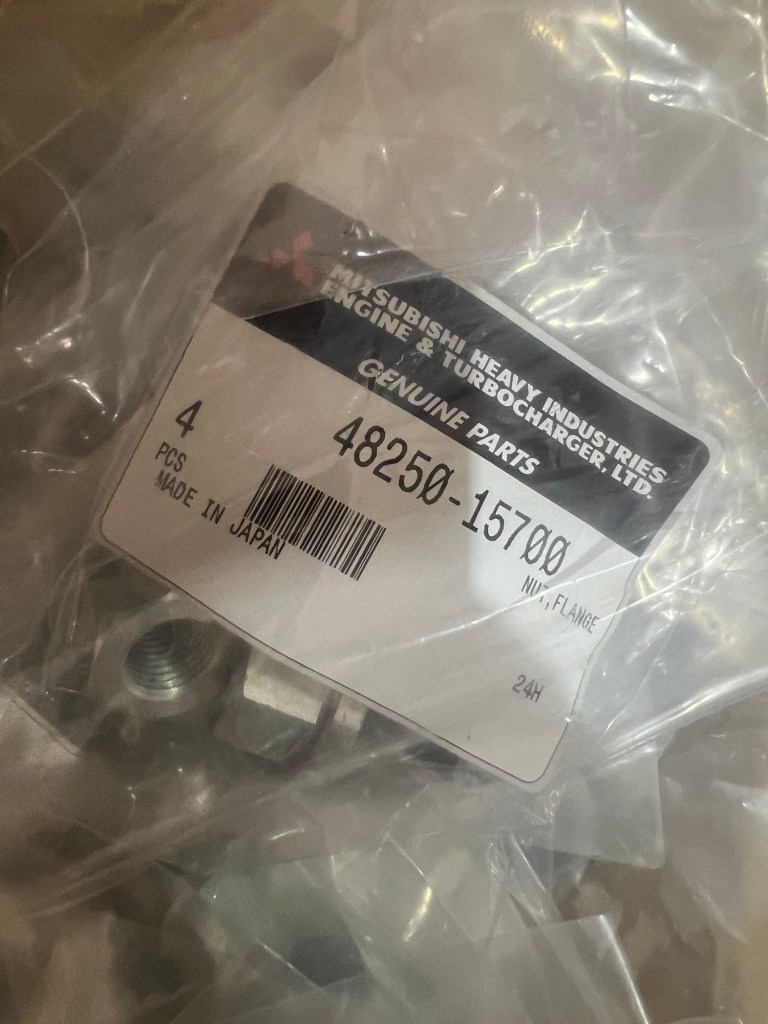 MITSUBISHI HEAVY INDUSTRIES
ENGINE & TURBOCHARGER, LTD.
GENUINE PARTS
4
PCS
48250-15700
MADE IN JAPAN
NUT, FLANGE
24H